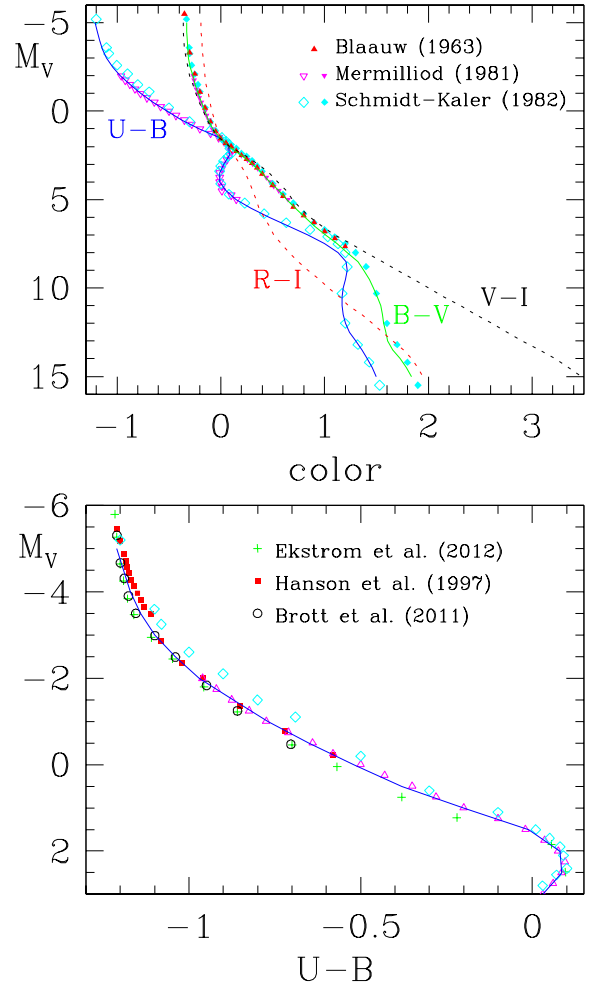 −5
M_V
0
5
10
15
Blaauw (1963)
Mermilliod (1981)
Schmidt−Kaler (1982)
U−B
R−I
V−I
B−V
−1 0 1 2 3
color
−6
M_V
−4
−2
0
2
Ekstrom et al. (2012)
Hanson et al. (1997)
Brott et al. (2011)
−1 −0.5 0
U−B